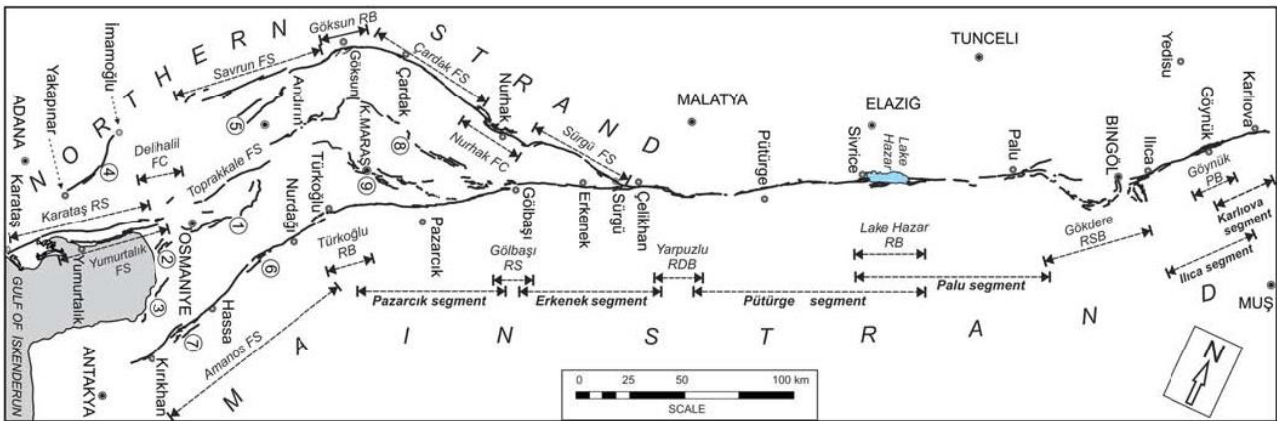 NORTHERN STRAND
MAIN STRAND
ADANA
Karataş
Yakapınar
İmamoğlu
Delihalil
FC
Karataş RS
Yumurtalık
Yumurtalık
FS
GULF OF İSKENDERUN
Toprakkale FS
Savrun FS
Göksun RB
Göksun
Andırın
OSMANIYE
ANTAKYA
Kırıkhan
Hassa
Amanos FS
Nurdağı
Türkoğlu
Türkoğlu
RB
K.MARAŞ
Çardak
Çardak FS
Nurhak
Nurhak FC
Sürgü FS
Pazarcık
Pazarcık segment
Gölbaşı
Gölbaşı
RS
Erkenek
Erkenek segment
Sürgü
Çelikhan
Yarpuzlu
RDB
MALATYA
Pütürge
Pütürge segment
ELAZIĞ
Sivrice
Lake
Hazar
Lake Hazar
RB
Palu
Palu segment
TUNCELI
BINGÖL
Gökdere
RSB
Ilıca
Ilıca segment
Yedisu
Göynük
Göynük
PB
Karlıova
Karlıova
segment
MUŞ
1
2
3
4
5
6
7
8
9
N
0 25 50 100 km
SCALE